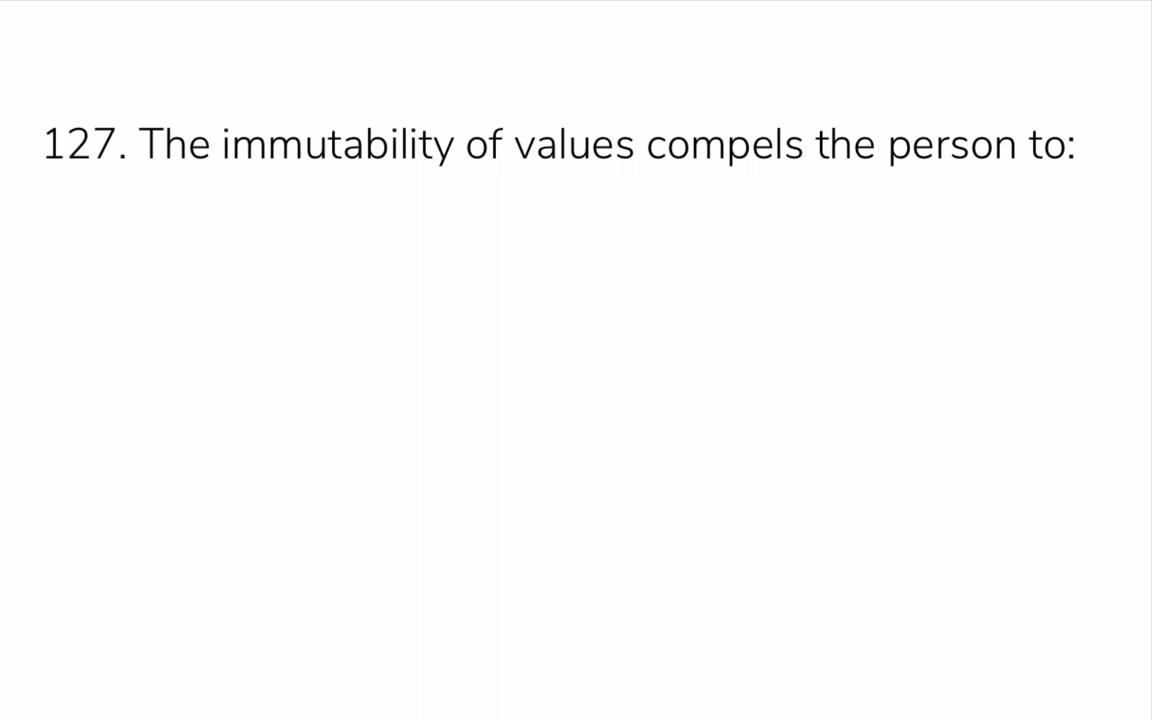 127. The immutability of values compels the person to: